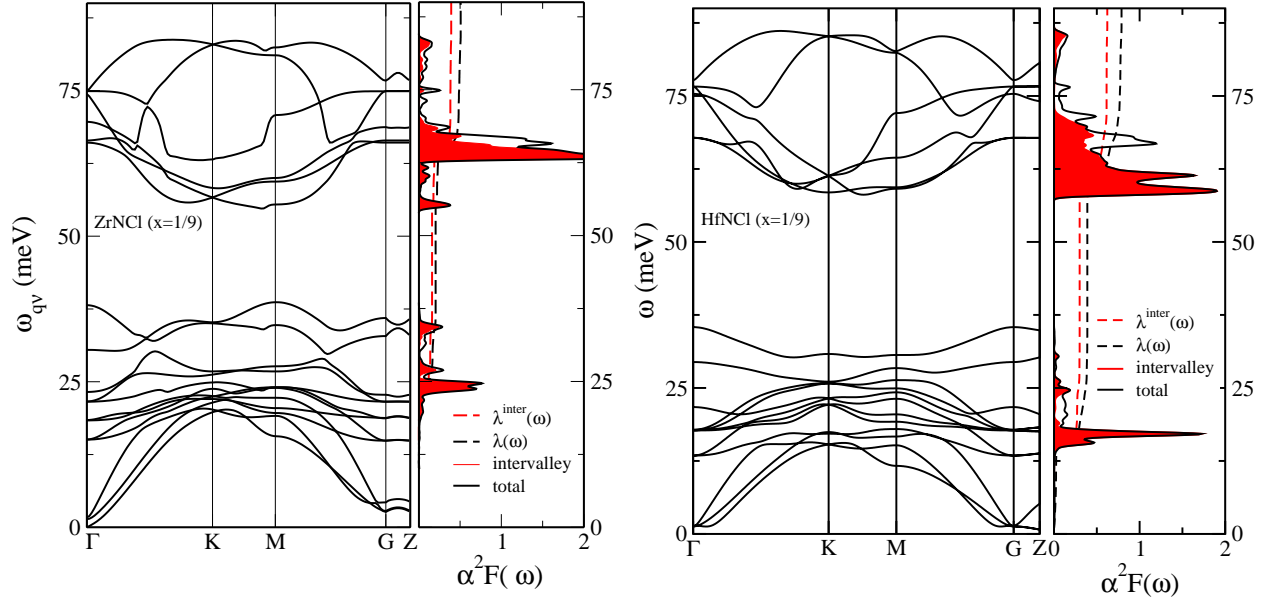 75
50
25
0
ω_qν (meV)
ZrNCl (x=1/9)
Γ
K
M
G
Z
75
50
25
0
1
2
α²F( ω)
λ^inter(ω)
λ(ω)
intervalley
total
75
50
25
0
ω (meV)
HfNCl (x=1/9)
Γ
K
M
G
Z
75
50
25
0
0
1
2
α²F(ω)
λ^inter(ω)
λ(ω)
intervalley
total